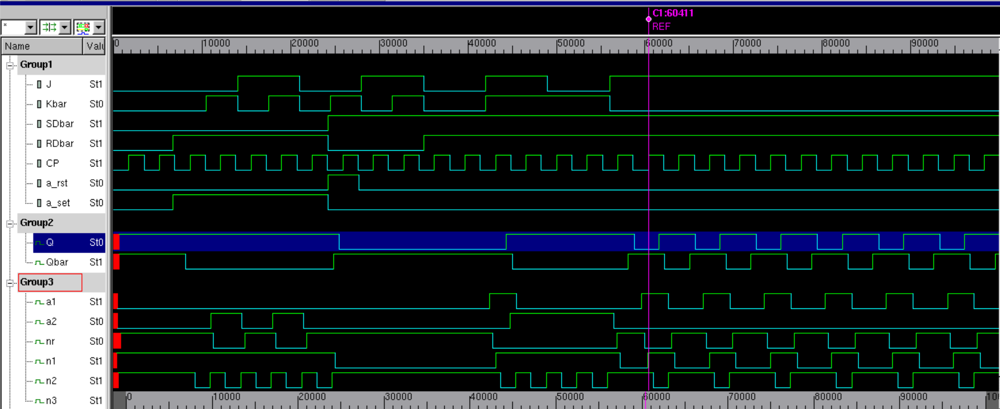 C1:60411
REF
*
Name Valu
0 10000 20000 30000 40000 50000 60000 70000 80000 90000
Group1
J St1
Kbar St0
SDbar St1
RDbar St1
CP St1
a_rst St0
a_set St0
Group2
Q St0
Qbar St1
Group3
a1 St1
a2 St0
nr St0
n1 St1
n2 St1
n3 St1
0 10000 20000 30000 40000 50000 60000 70000 80000 90000 100